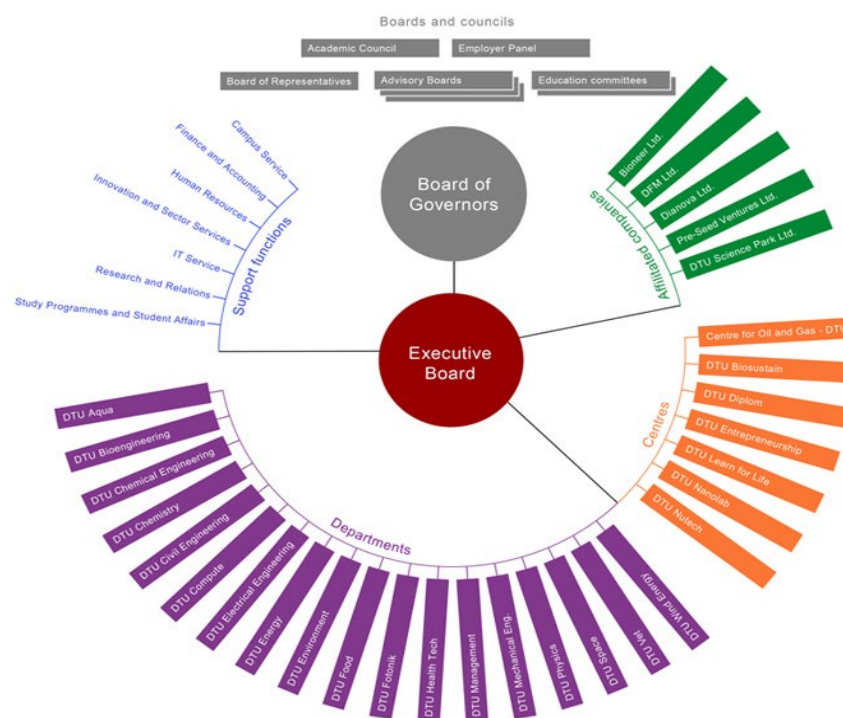 Boards and councils
Academic Council
Employer Panel
Board of Representatives
Advisory Boards
Education committees
Board of
Governors
Executive
Board
Support functions
Campus Service
Finance and Accounting
Human Resources
Innovation and Sector Services
IT Service
Research and Relations
Study Programmes and Student Affairs
Affiliated companies
Bioneer Ltd.
DFM Ltd.
Dianova Ltd.
Pre-Seed Ventures Ltd.
DTU Science Park Ltd.
Centres
Centre for Oil and Gas - DTU
DTU Biosustain
DTU Diplom
DTU Entrepreneurship
DTU Learn for Life
DTU Nanolab
DTU Nutech
Departments
DTU Aqua
DTU Bioengineering
DTU Chemical Engineering
DTU Chemistry
DTU Civil Engineering
DTU Compute
DTU Electrical Engineering
DTU Energy
DTU Environment
DTU Food
DTU Fotonik
DTU Health Tech
DTU Management
DTU Mechanical Eng.
DTU Physics
DTU Space
DTU Vet
DTU Wind Energy